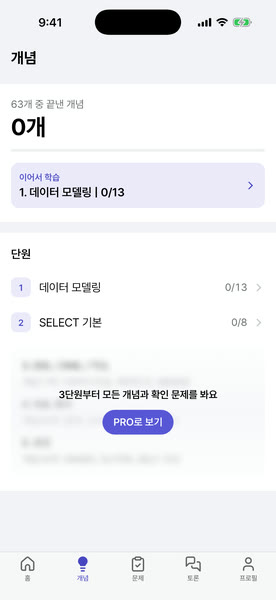 9:41
개념
63개 중 끝낸 개념
0개
이어서 학습
1. 데이터 모델링 | 0/13
단원
1 데이터 모델링 0/13
2 SELECT 기본 0/8
3단원부터 모든 개념과 확인 문제를 봐요
PRO로 보기
홈 개념 문제 토론 프로필